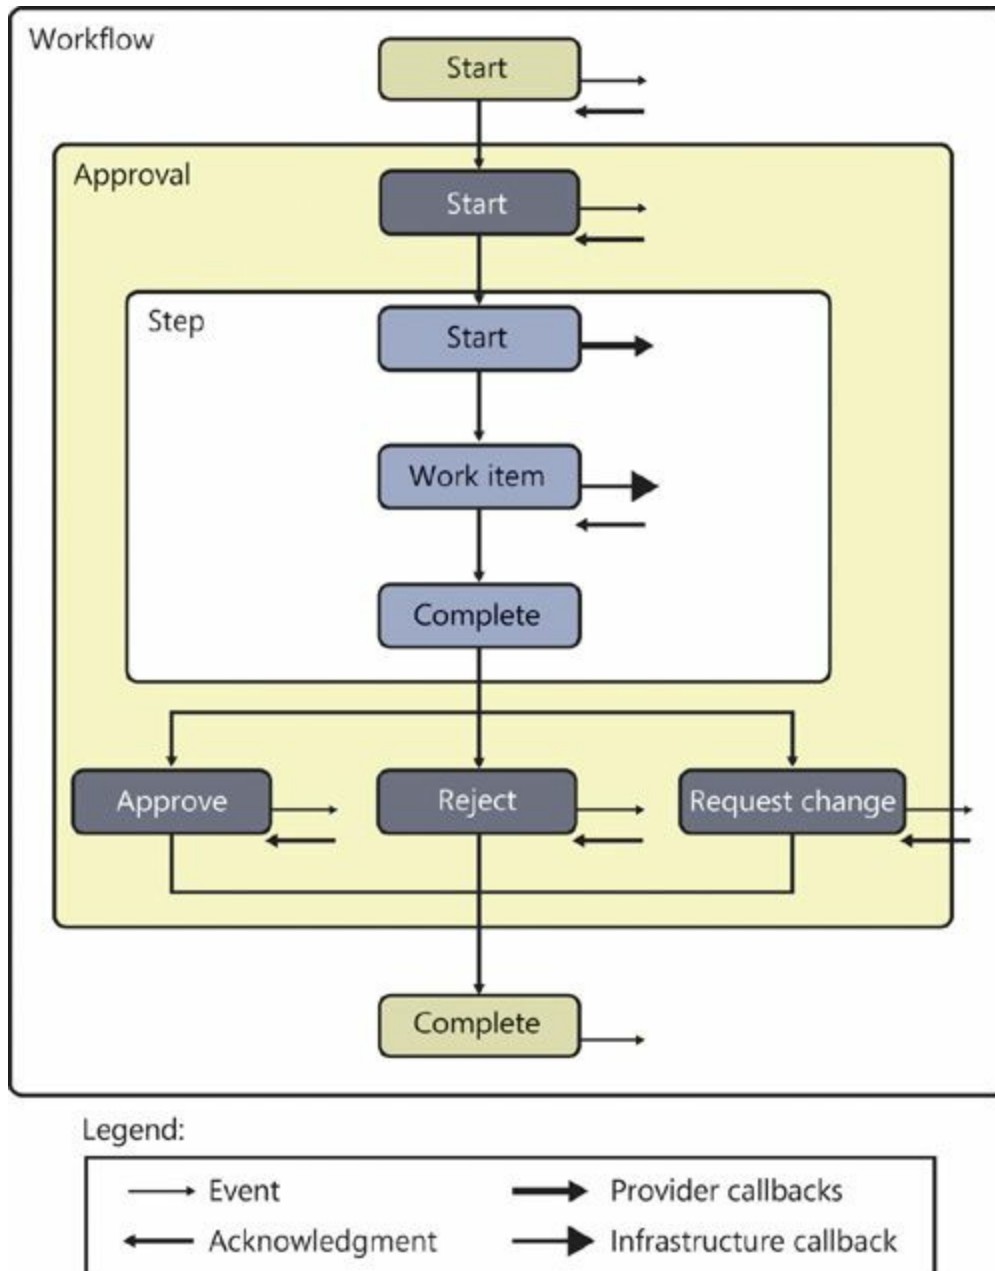 Workflow
Start
Approval
Start
Step
Start
Work item
Complete
Approve
Reject
Request change
Complete
Legend:
Event
Provider callbacks
Acknowledgment
Infrastructure callback